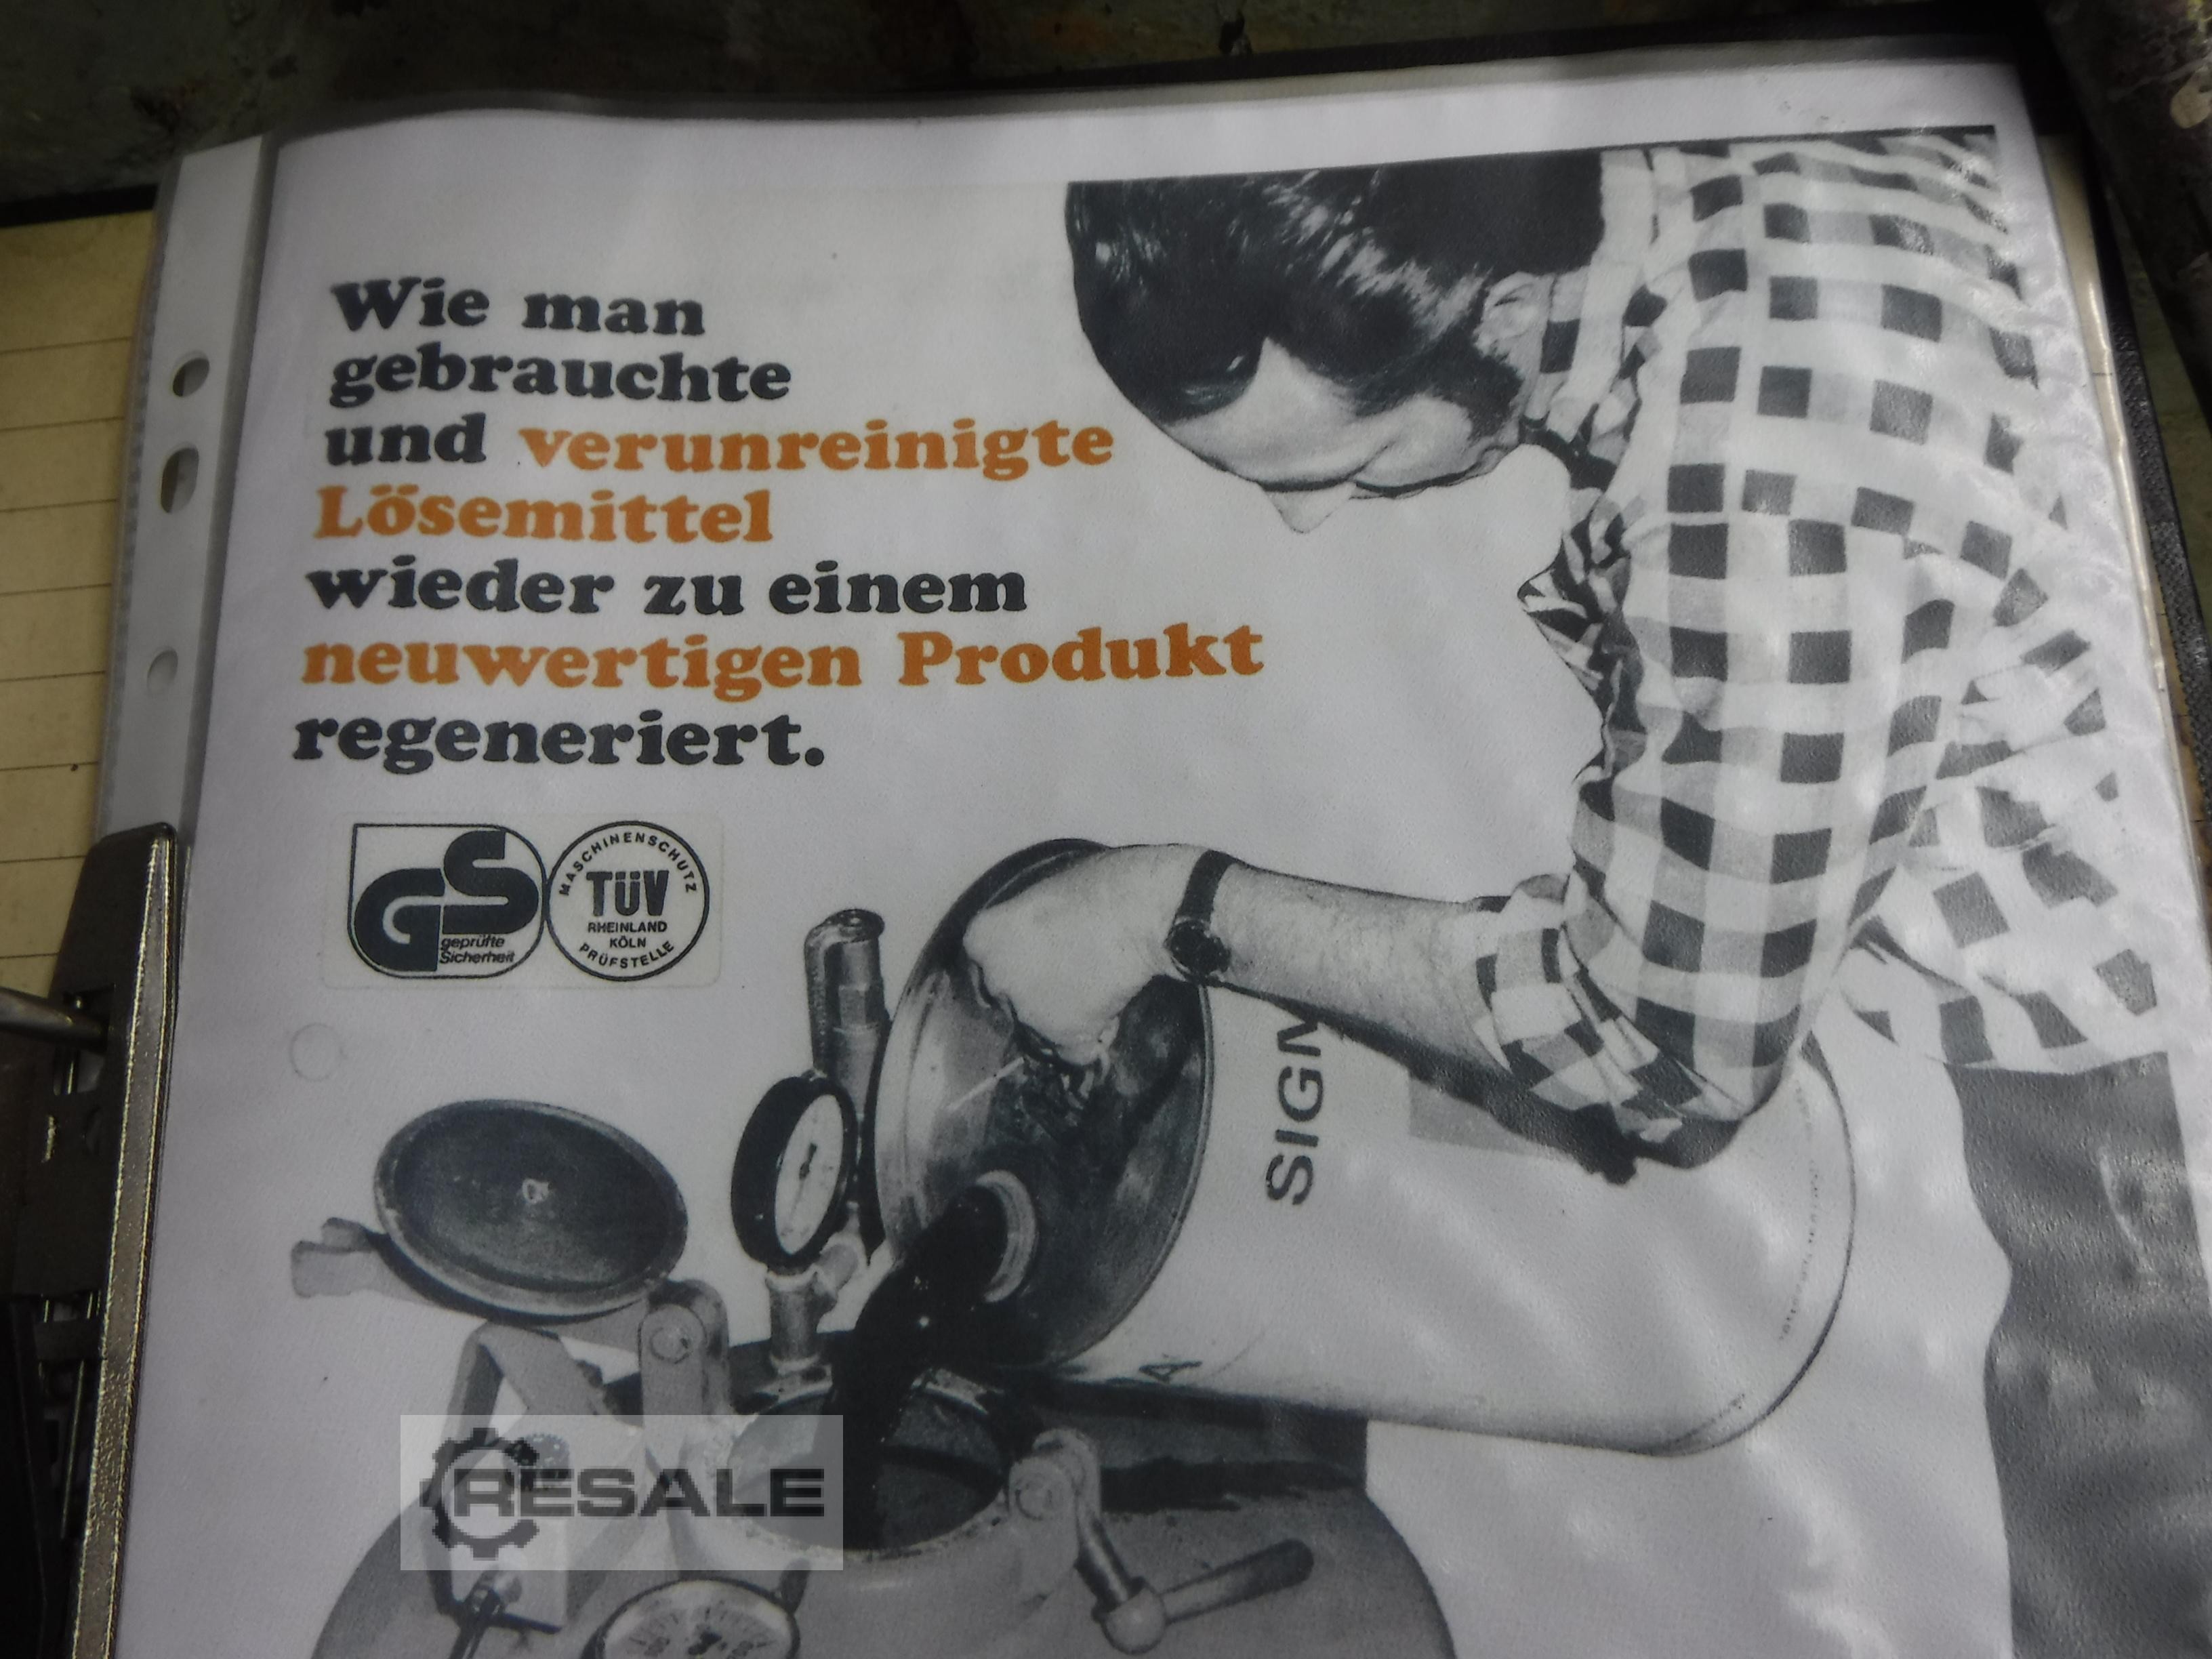 Wie man
gebrauchte
und verunreinigte
Lösemittel
wieder zu einem
neuwertigen Produkt
regeneriert.
GS
geprüfte
Sicherheit
MASCHINENSCHUTZ
TÜV
RHEINLAND
KÖLN
PRÜFSTELLE
SIGM
RESALE